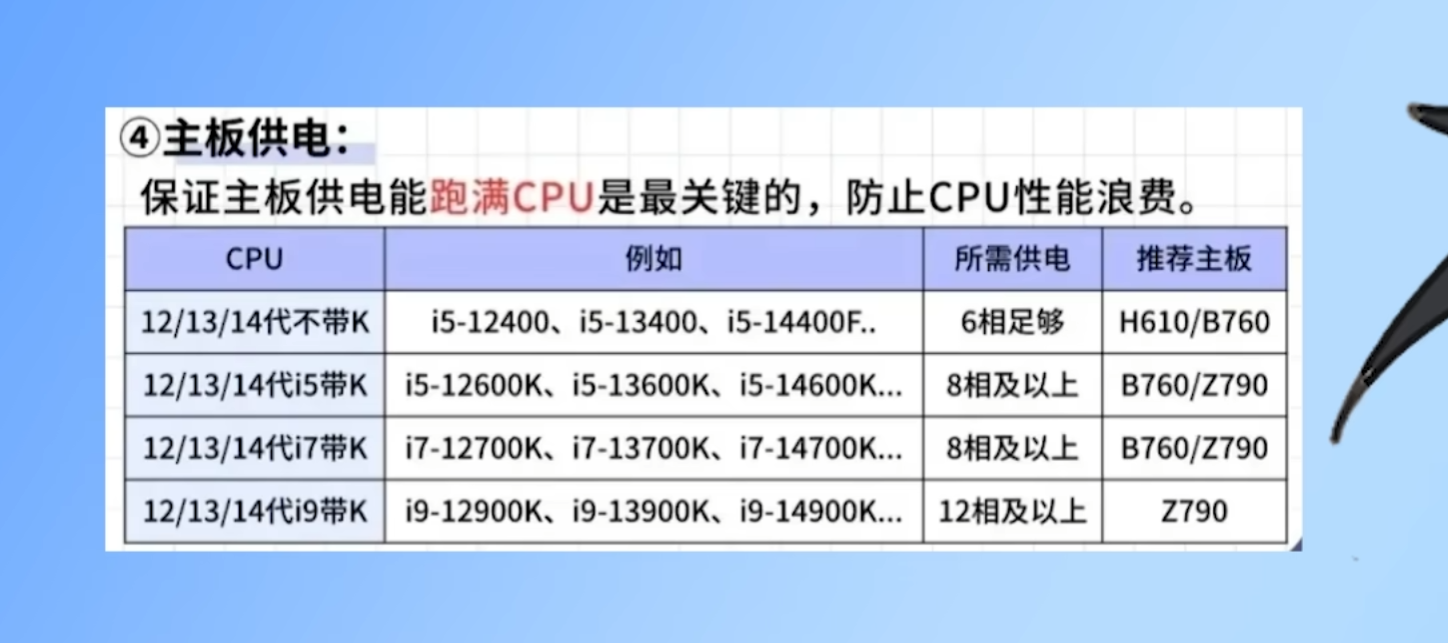 ④主板供电：
保证主板供电能跑满CPU是最关键的，防止CPU性能浪费。
CPU 例如 所需供电 推荐主板
12/13/14代不带K i5-12400、i5-13400、i5-14400F.. 6相足够 H610/B760
12/13/14代i5带K i5-12600K、i5-13600K、i5-14600K... 8相及以上 B760/Z790
12/13/14代i7带K i7-12700K、i7-13700K、i7-14700K... 8相及以上 B760/Z790
12/13/14代i9带K i9-12900K、i9-13900K、i9-14900K... 12相及以上 Z790